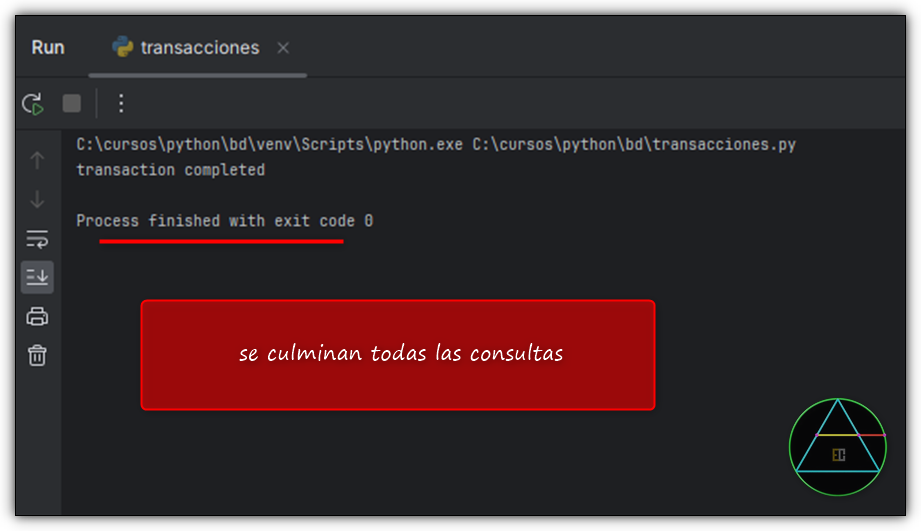 Run
transacciones
C:\cursos\python\bd\venv\Scripts\python.exe C:\cursos\python\bd\transacciones.py
transaction completed
Process finished with exit code 0
se culminan todas las consultas